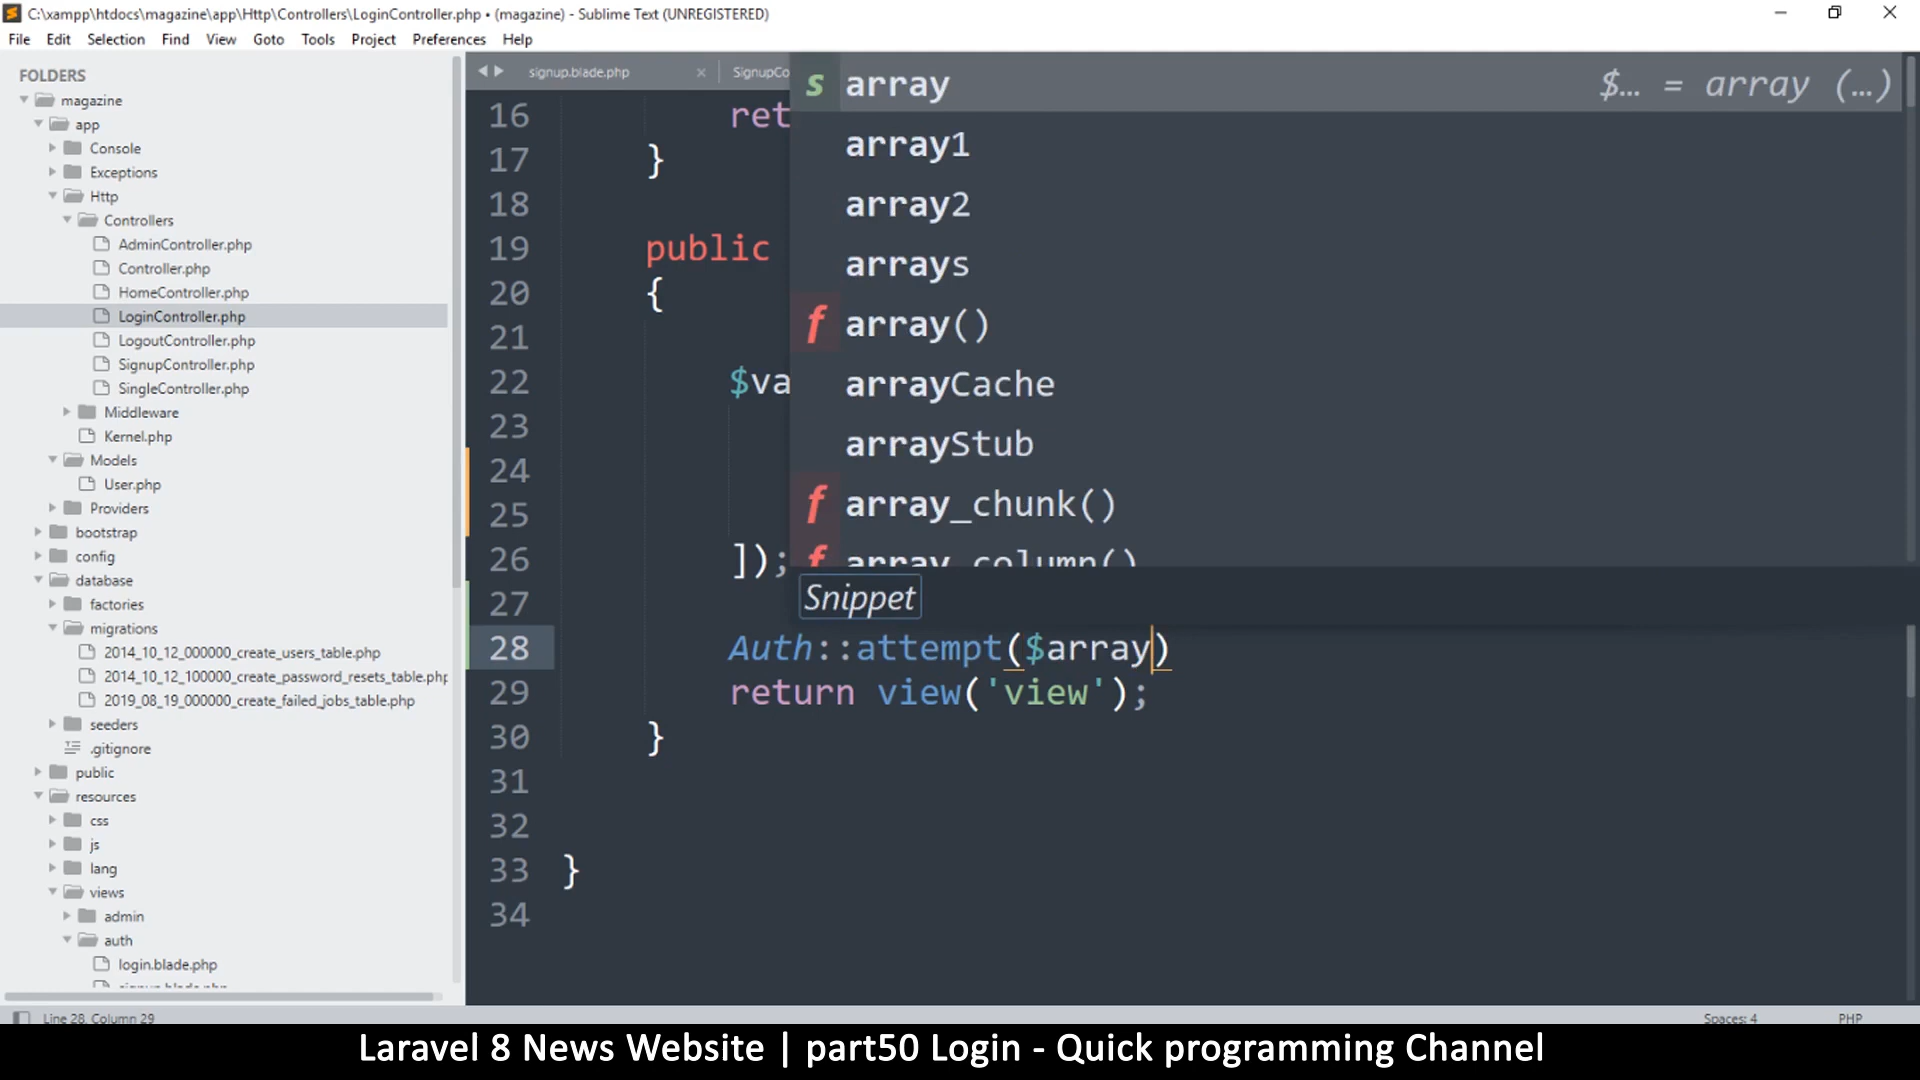 C:\xampp\htdocs\magazine\app\Http\Controllers\LoginController.php • (magazine) - Sublime Text (UNREGISTERED)
File Edit Selection Find View Goto Tools Project Preferences Help
FOLDERS
magazine
app
Console
Exceptions
Http
Controllers
AdminController.php
Controller.php
HomeController.php
LoginController.php
LogoutController.php
SignupController.php
SingleController.php
Middleware
Kernel.php
Models
User.php
Providers
bootstrap
config
database
factories
migrations
2014_10_12_000000_create_users_table.php
2014_10_12_100000_create_password_resets_table.php
2019_08_19_000000_create_failed_jobs_table.php
seeders
.gitignore
public
resources
css
js
lang
views
admin
auth
login.blade.php
signup.blade.php
signup.blade.php × SignupCo
16 ret
17 }
18
19 public
20 {
21
22 $va
23
24
25
26 ]);
27
28 Auth::attempt($array)
29 return view('view');
30 }
31
32
33 }
34
s array $… = array (…)
array1
array2
arrays
f array()
arrayCache
arrayStub
f array_chunk()
f array_column()
Snippet
Line 28, Column 29 Spaces: 4 PHP
Laravel 8 News Website | part50 Login - Quick programming Channel